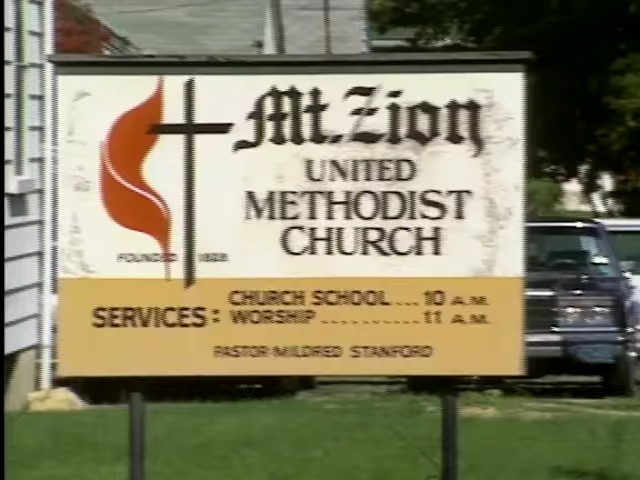 Mt. Zion
UNITED
METHODIST
CHURCH
FOUNDED 1868
SERVICES: CHURCH SCHOOL ... 10 A.M.
WORSHIP .......... 11 A.M.
PASTOR MILDRED STANFORD